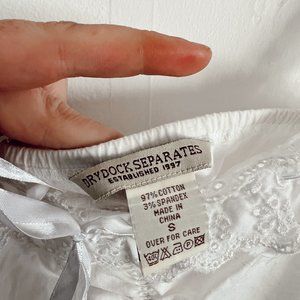 DRYDOCK SEPARATES
ESTABLISHED 1997
97% COTTON
3% SPANDEX
MADE IN
CHINA
S
OVER FOR CARE